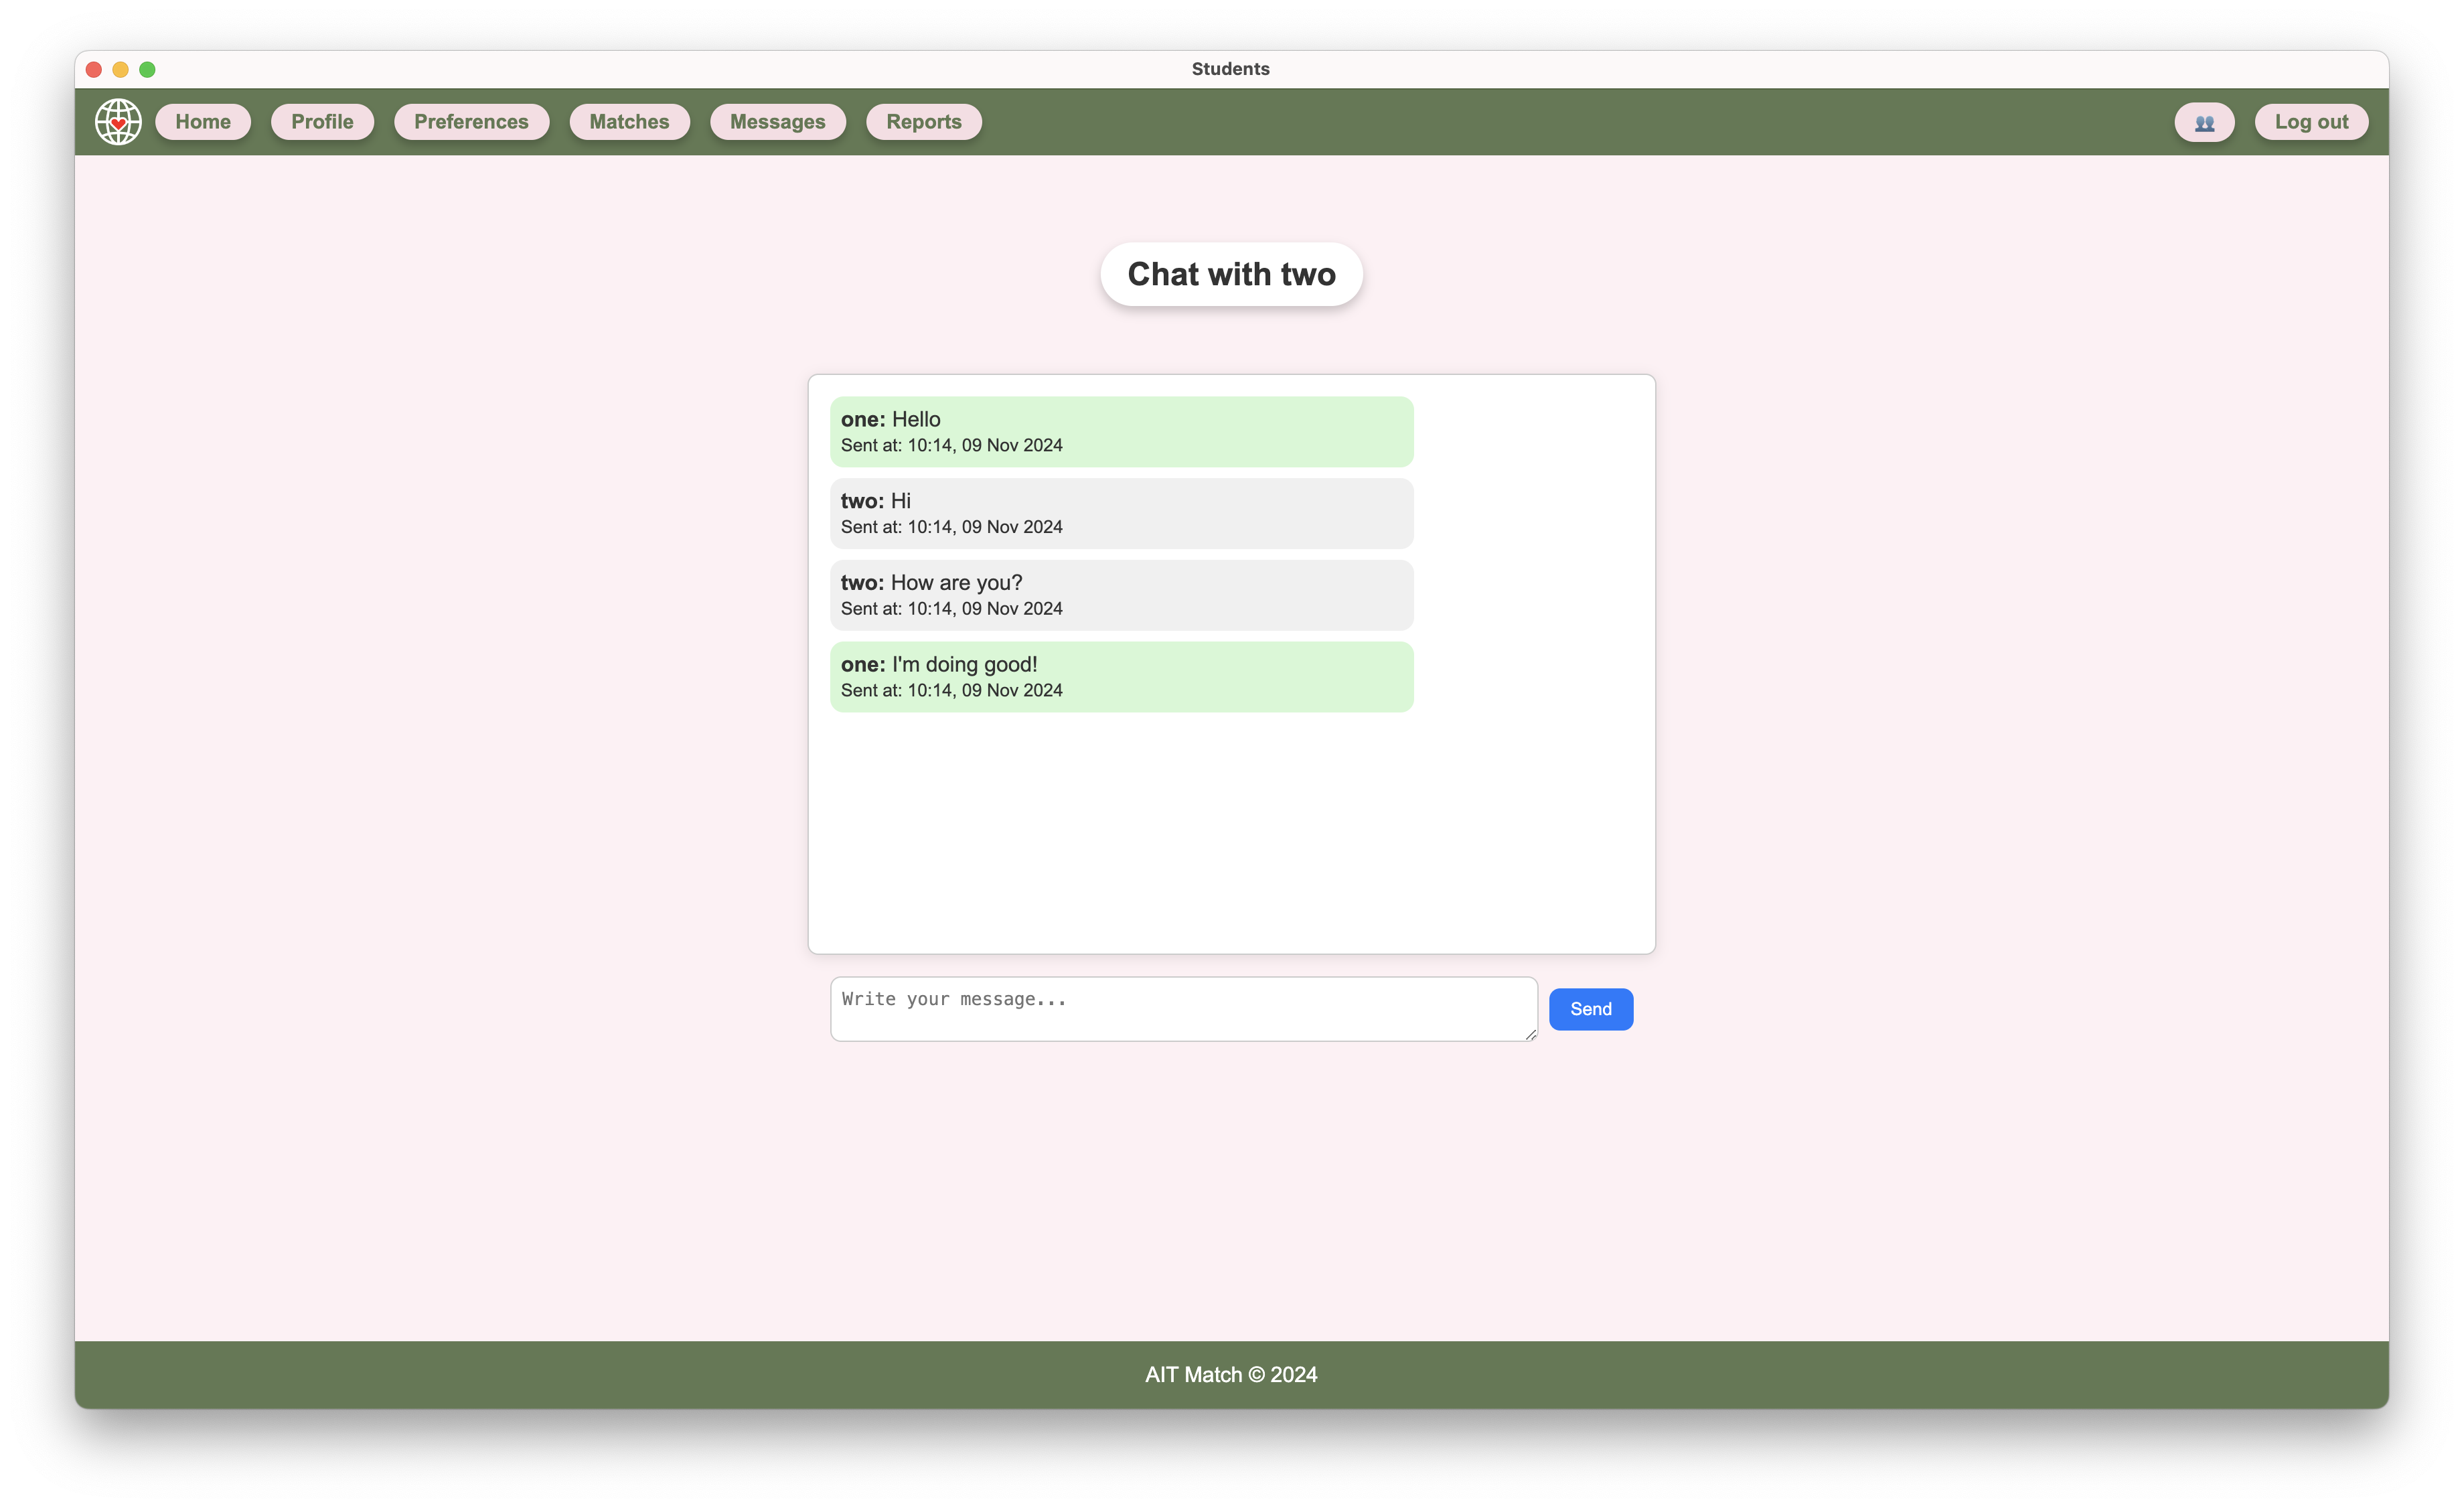 Students
Home Profile Preferences Matches Messages Reports Log out
Chat with two
one: Hello
Sent at: 10:14, 09 Nov 2024
two: Hi
Sent at: 10:14, 09 Nov 2024
two: How are you?
Sent at: 10:14, 09 Nov 2024
one: I'm doing good!
Sent at: 10:14, 09 Nov 2024
Write your message...
Send
AIT Match © 2024